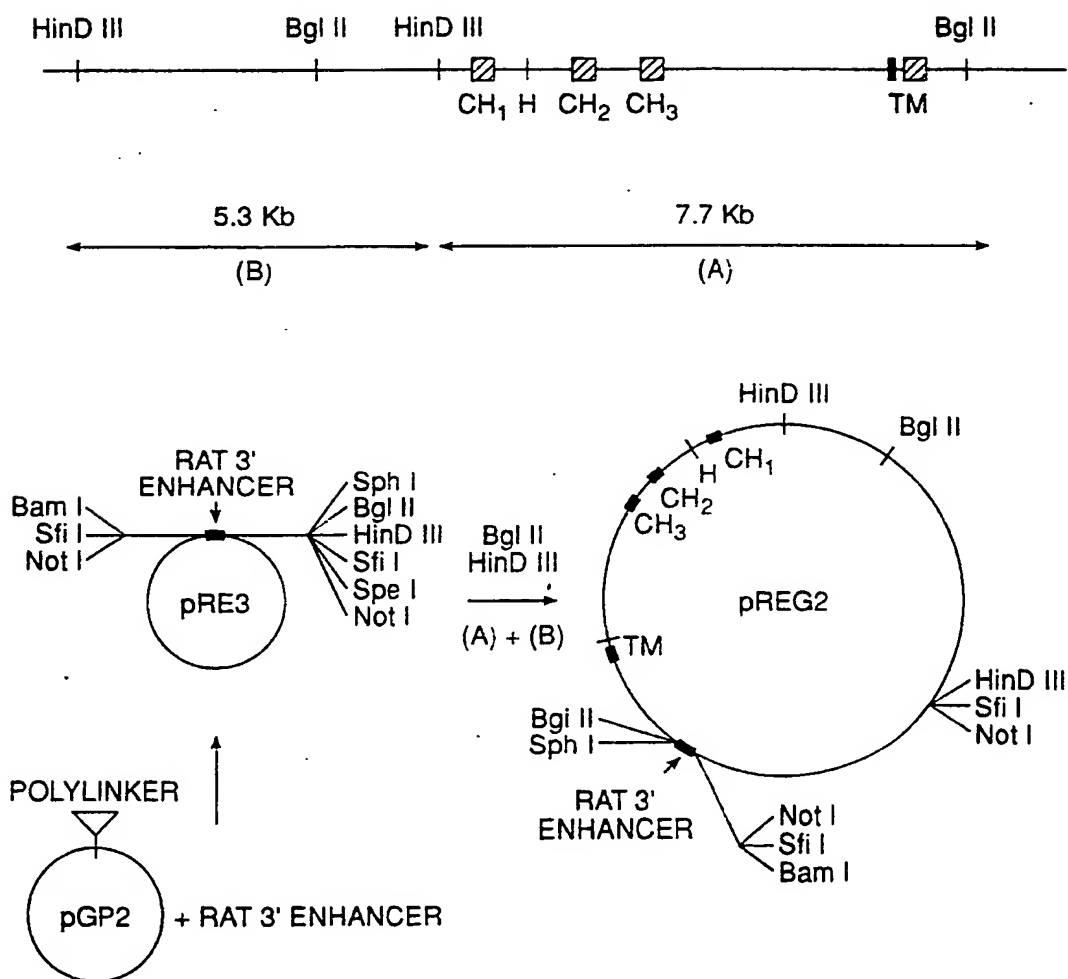 HinD III Bgl II HinD III Bgl II
CH1 H CH2 CH3 TM
5.3 Kb 7.7 Kb
(B) (A)
RAT 3'
ENHANCER
Bam I
Sfi I
Not I
Sph I
Bgl II
HinD III
Sfi I
Spe I
Not I
pRE3
Bgl II
HinD III
(A) + (B)
HinD III
Bgl II
CH1
H
CH2
CH3
pREG2
TM
HinD III
Sfi I
Not I
Bgl II
Sph I
RAT 3'
ENHANCER
Not I
Sfi I
Bam I
POLYLINKER
pGP2 + RAT 3' ENHANCER